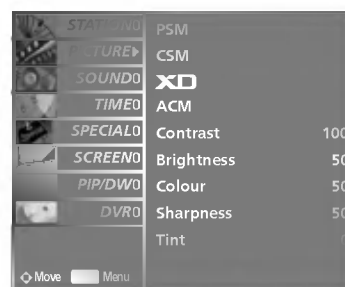 STATION
PICTURE
SOUND
TIME
SPECIAL
SCREEN
PIP/DW
DVR
Move Menu
PSM
CSM
XD
ACM
Contrast 100
Brightness 50
Colour 50
Sharpness 50
Tint